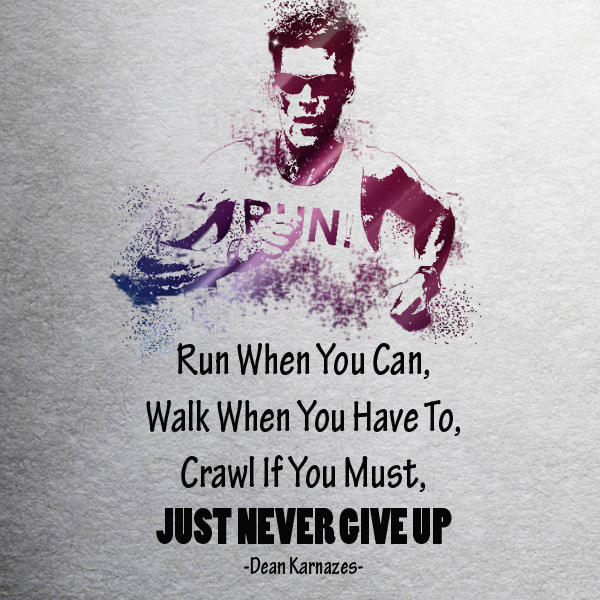 RUN!
Run When You Can,
Walk When You Have To,
Crawl If You Must,
JUST NEVER GIVE UP
-Dean Karnazes-